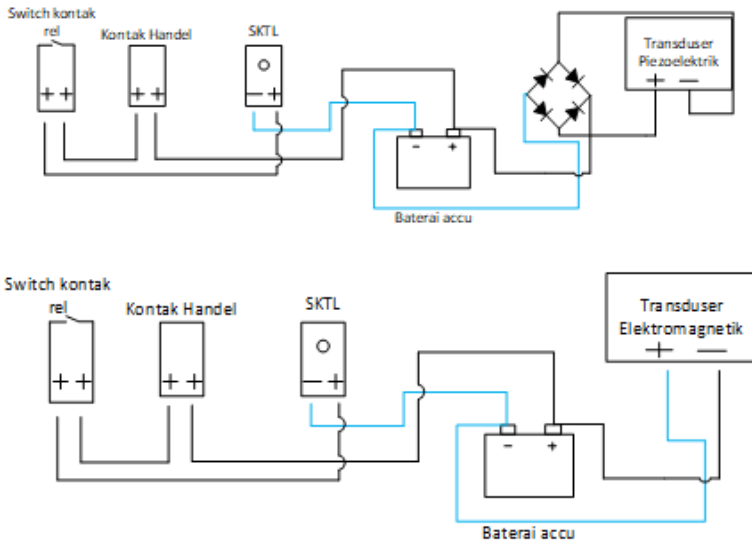 Switch kontak
rel
Kontak Handel
SKTL
Transduser
Piezoelektrik
+ −
+ +
+ +
− +
− +
Baterai accu
Switch kontak
rel
Kontak Handel
SKTL
Transduser
Elektromagnetik
+ −
+ +
+ +
− +
− +
Baterai accu